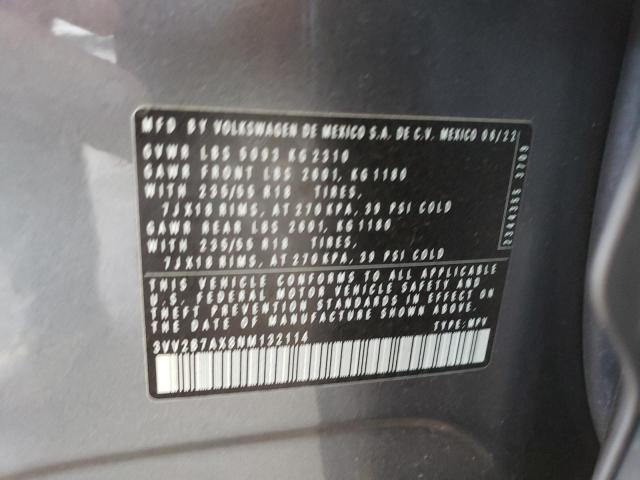 MFD BY VOLKSWAGEN DE MEXICO S.A. DE C.V. MEXICO 06/22
GVWR LBS 5093 KG 2310
GAWR FRONT LBS 2601, KG 1180
WITH 235/55 R18 TIRES,
7JX18 RIMS, AT 270 KPA, 39 PSI COLD
GAWR REAR LBS 2601, KG 1180
WITH 235/55 R18 TIRES,
7JX18 RIMS, AT 270 KPA, 39 PSI COLD
THIS VEHICLE CONFORMS TO ALL APPLICABLE
U.S. FEDERAL MOTOR VEHICLE SAFETY AND
THEFT PREVENTION STANDARDS IN EFFECT ON
THE DATE OF MANUFACTURE SHOWN ABOVE.
3VV2B7AX8NM132114 TYPE: MPV